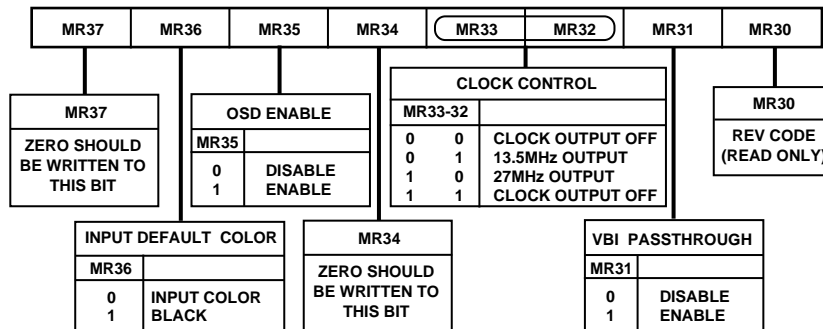 MR37 MR36 MR35 MR34 MR33 MR32 MR31 MR30
MR37
ZERO SHOULD
BE WRITTEN TO
THIS BIT
OSD ENABLE
MR35
0 DISABLE
1 ENABLE
CLOCK CONTROL
MR33-32
0 0 CLOCK OUTPUT OFF
0 1 13.5MHz OUTPUT
1 0 27MHz OUTPUT
1 1 CLOCK OUTPUT OFF
MR30
REV CODE
(READ ONLY)
INPUT DEFAULT COLOR
MR36
0 INPUT COLOR
1 BLACK
MR34
ZERO SHOULD
BE WRITTEN TO
THIS BIT
VBI PASSTHROUGH
MR31
0 DISABLE
1 ENABLE